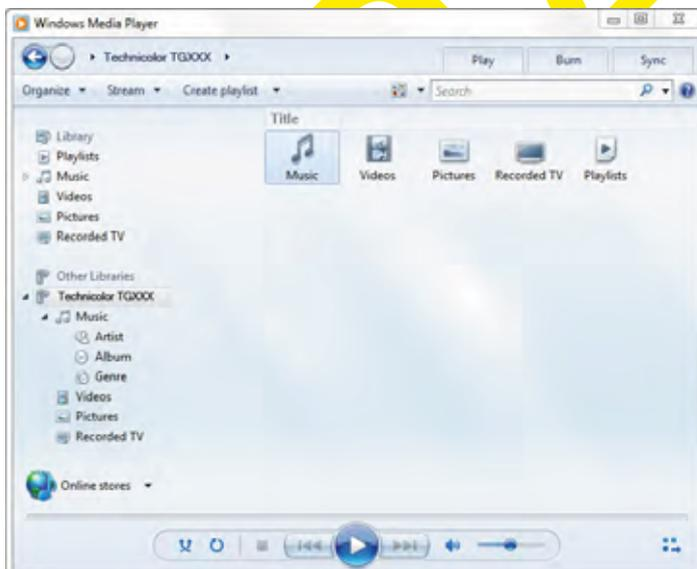 Windows Media Player
Technicolor TGXXX
Play Burn Sync
Organize Stream Create playlist Search
Title
Library
Playlists
Music
Videos
Pictures
Recorded TV
Music Videos Pictures Recorded TV Playlists
Other Libraries
Technicolor TGXXX
Music
Artist
Album
Genre
Videos
Pictures
Recorded TV
Online stores